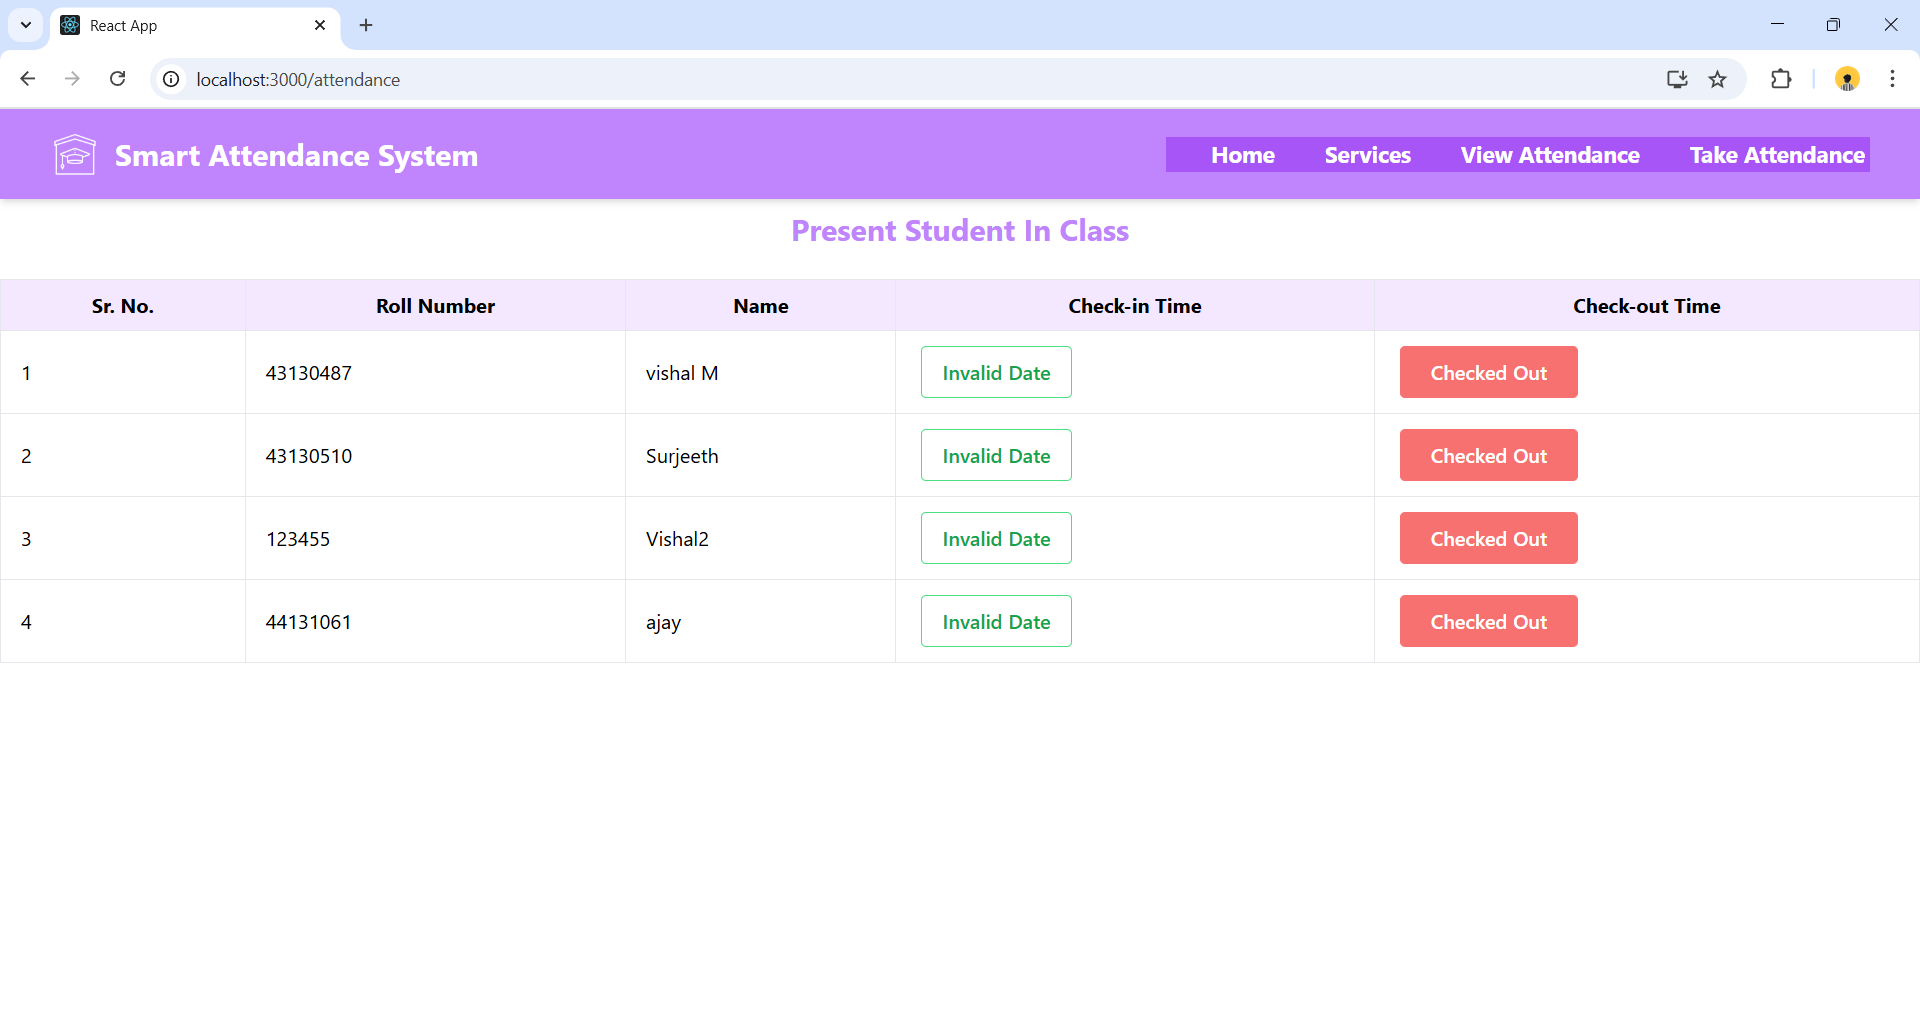 React App
localhost:3000/attendance
Smart Attendance System Home Services View Attendance Take Attendance
Present Student In Class
Sr. No. Roll Number Name Check-in Time Check-out Time
1 43130487 vishal M Invalid Date Checked Out
2 43130510 Surjeeth Invalid Date Checked Out
3 123455 Vishal2 Invalid Date Checked Out
4 44131061 ajay Invalid Date Checked Out